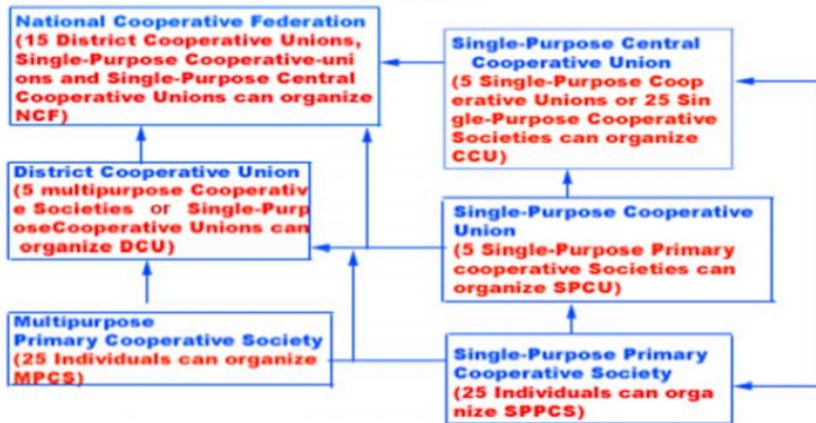 National Cooperative Federation
(15 District Cooperative Unions,
Single-Purpose Cooperative-uni
ons and Single-Purpose Central
Cooperative Unions can organize
NCF)
Single-Purpose Central
Cooperative Union
(5 Single-Purpose Coop
erative Unions or 25 Sin
gle-Purpose Cooperative
Societies can organize
CCU)
District Cooperative Union
(5 multipurpose Cooperativ
e Societies or Single-Purp
oseCooperative Unions can
organize DCU)
Single-Purpose Cooperative
Union
(5 Single-Purpose Primary
cooperative Societies can
organize SPCU)
Multipurpose
Primary Cooperative Society
(25 Individuals can organize
MPCS)
Single-Purpose Primary
Cooperative Society
(25 Individuals can orga
nize SPPCS)